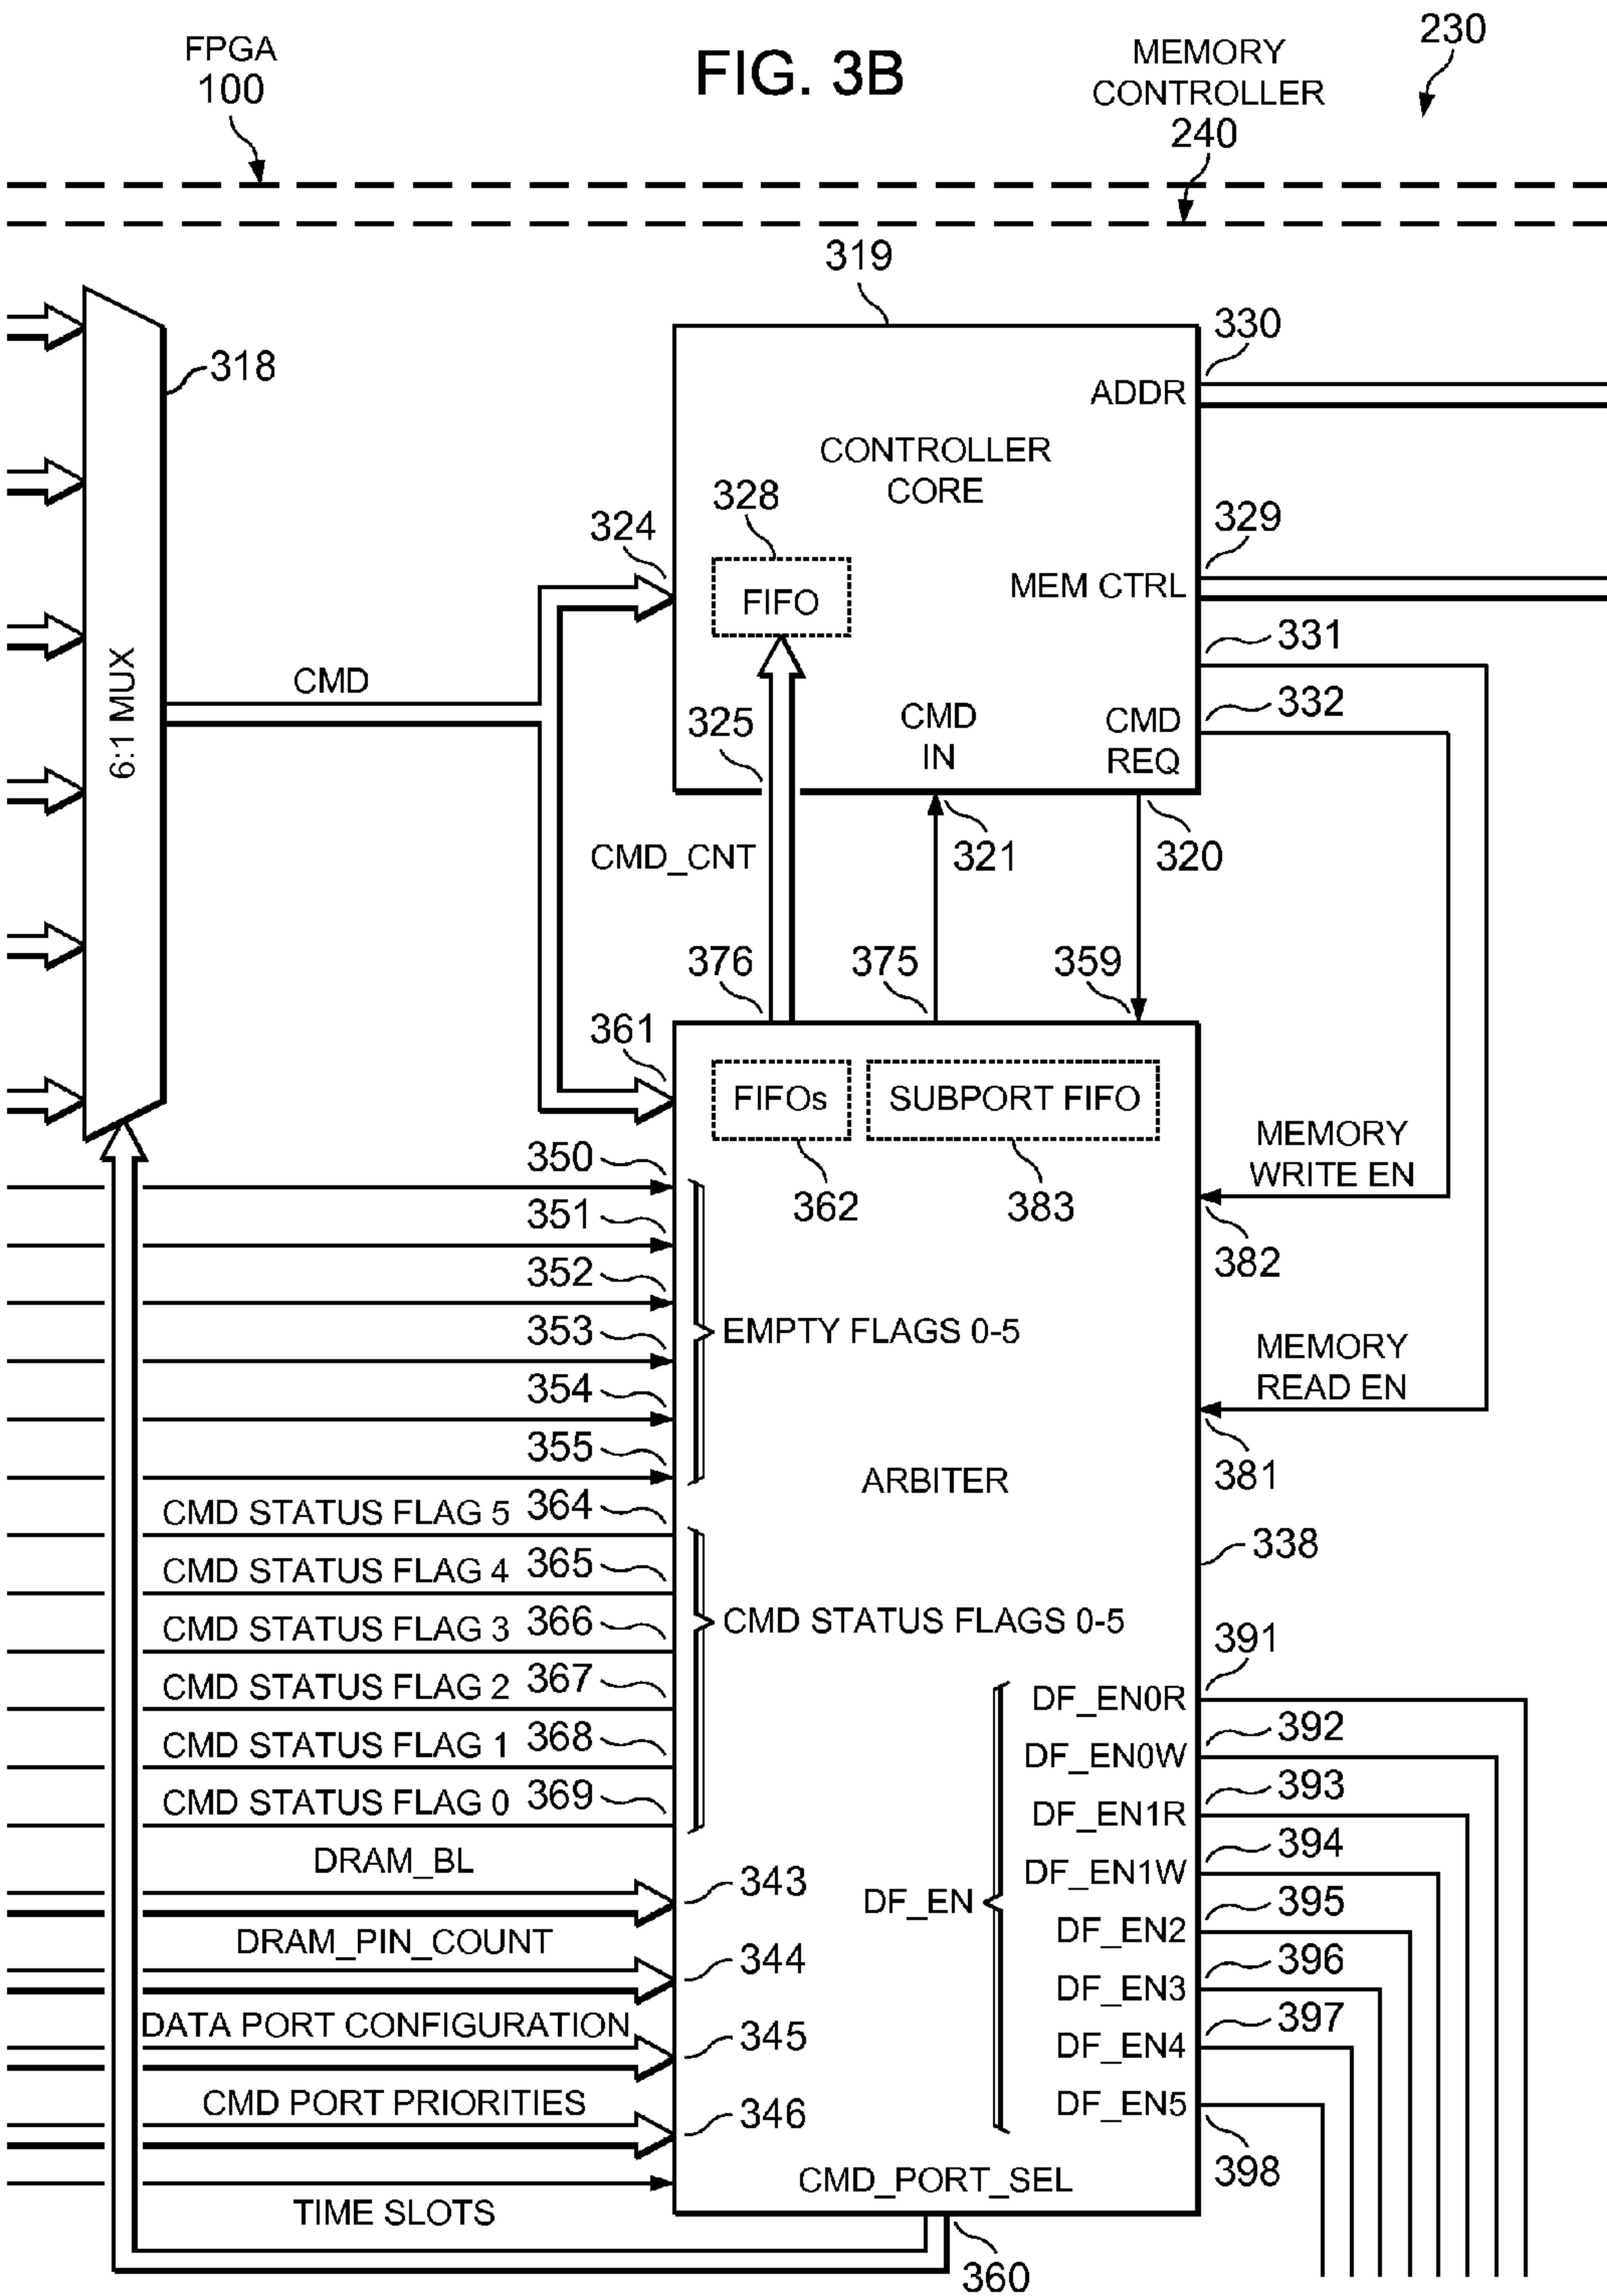 FIG. 3B
FPGA
100
MEMORY
CONTROLLER
240
230
319
318
330
ADDR
CONTROLLER
CORE
328
324
329
FIFO
MEM CTRL
331
CMD
6:1 MUX
332
325
CMD
IN
CMD
REQ
CMD_CNT
321
320
376
375
359
361
FIFOs
SUBPORT FIFO
362
383
MEMORY
WRITE EN
382
350
351
352
353
354
355
EMPTY FLAGS 0-5
MEMORY
READ EN
381
ARBITER
338
CMD STATUS FLAG 5 364
CMD STATUS FLAG 4 365
CMD STATUS FLAG 3 366
CMD STATUS FLAG 2 367
CMD STATUS FLAG 1 368
CMD STATUS FLAG 0 369
CMD STATUS FLAGS 0-5
391
DF_EN0R
392
DF_EN0W
393
DF_EN1R
394
DF_EN1W
395
DF_EN2
396
DF_EN3
397
DF_EN4
DF_EN5
398
DF_EN
DRAM_BL
343
DRAM_PIN_COUNT
344
DATA PORT CONFIGURATION
345
CMD PORT PRIORITIES
346
TIME SLOTS
CMD_PORT_SEL
360